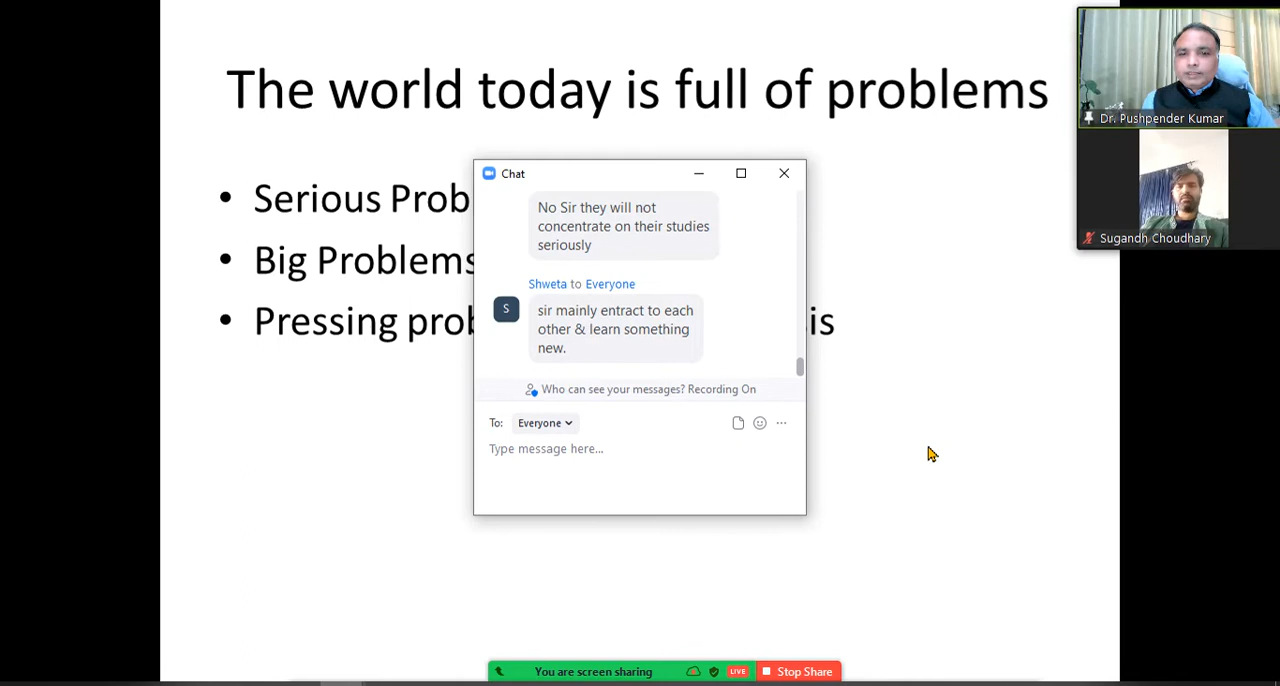 The world today is full of problems
• Serious Prob
• Big Problems
• Pressing prob
is
Chat
No Sir they will not
concentrate on their studies
seriously
Shweta to Everyone
S
sir mainly entract to each
other & learn something
new.
Who can see your messages? Recording On
To: Everyone
Type message here...
Dr. Pushpender Kumar
Sugandh Choudhary
You are screen sharing
LIVE
Stop Share